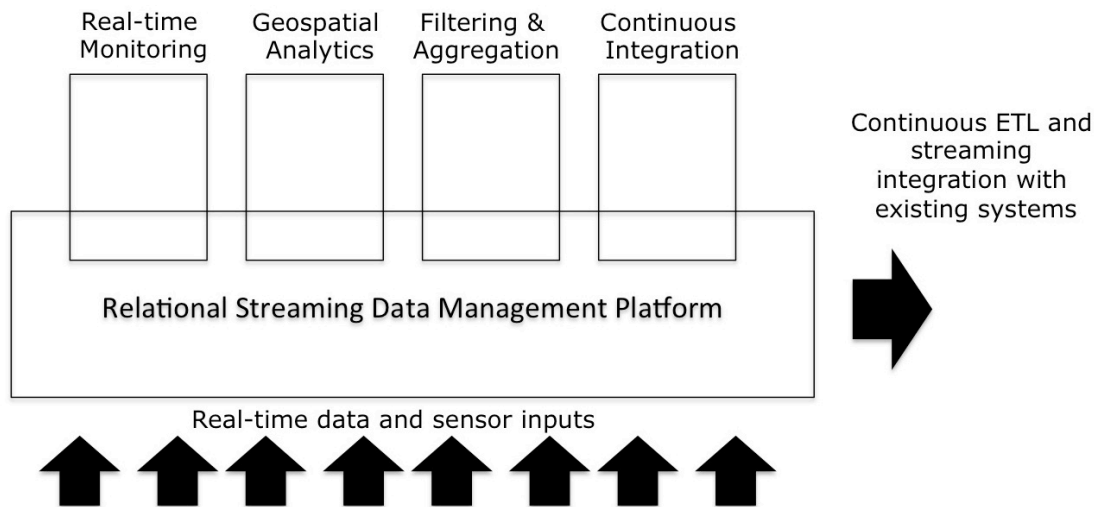 Real-time
Monitoring
Geospatial
Analytics
Filtering &
Aggregation
Continuous
Integration
Continuous ETL and
streaming
integration with
existing systems
Relational Streaming Data Management Platform
Real-time data and sensor inputs